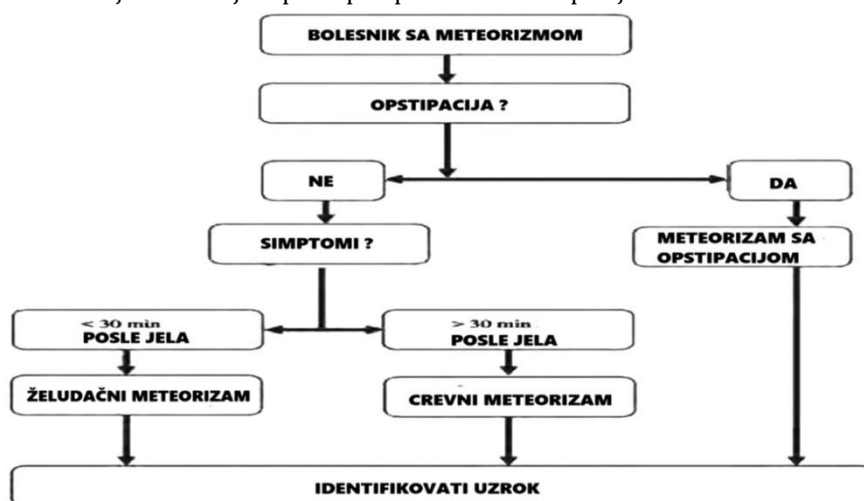 BOLESNIK SA METEORIZMOM
OPSTIPACIJA ?
NE
DA
SIMPTOMI ?
METEORIZAM SA
OPSTIPACIJOM
< 30 min
POSLE JELA
> 30 min
POSLE JELA
ŽELUDAČNI METEORIZAM
CREVNI METEORIZAM
IDENTIFIKOVATI UZROK